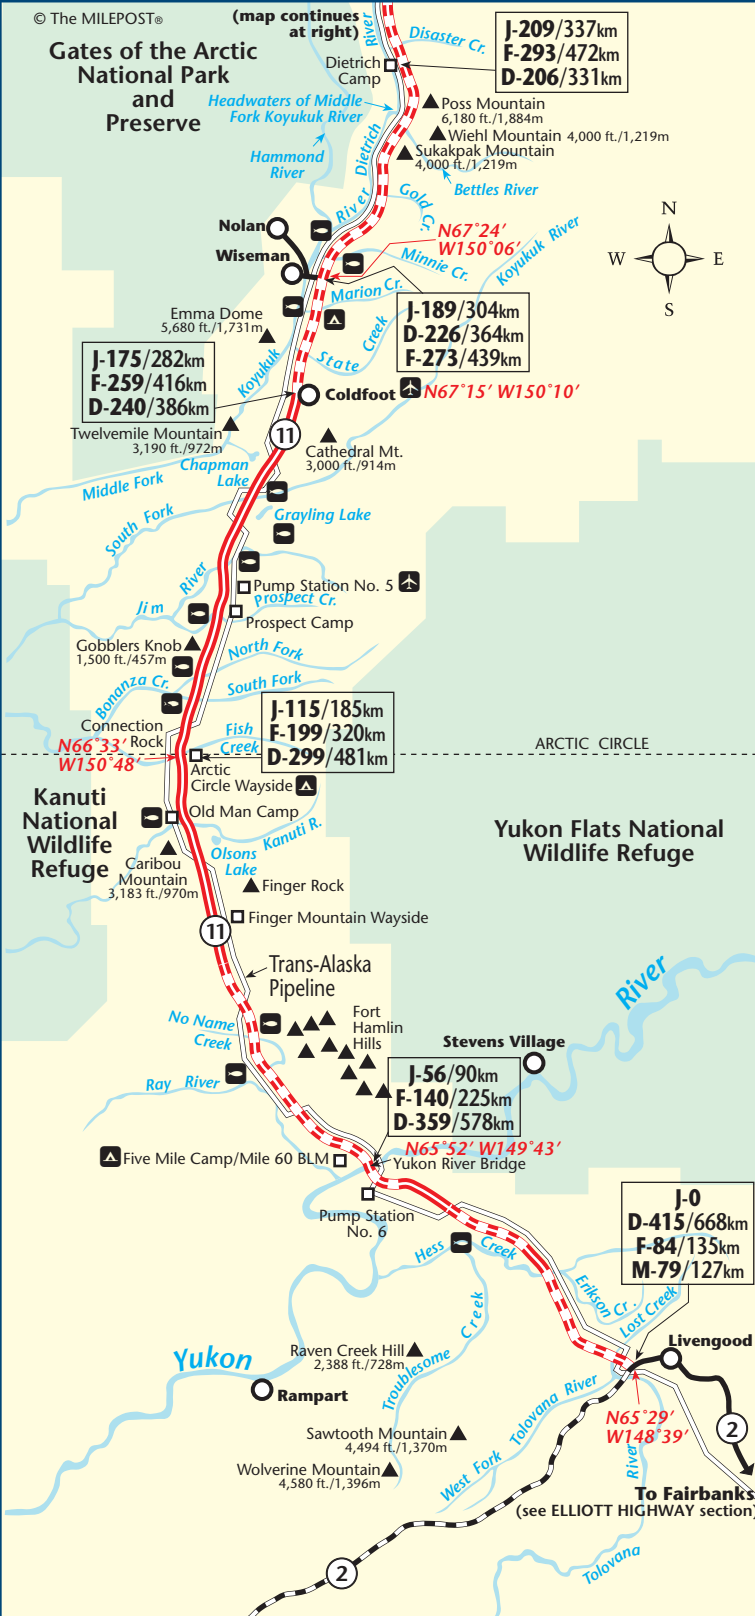 © The MILEPOST®
(map continues
at right)
River
Disaster Cr.
J-209/337km
F-293/472km
D-206/331km
Gates of the Arctic
National Park
and
Preserve
Dietrich
Camp
Headwaters of Middle
Fork Koyukuk River
Poss Mountain
6,180 ft./1,884m
Wiehl Mountain 4,000 ft./1,219m
Sukakpak Mountain
4,000 ft./1,219m
Dietrich
Hammond
River
Bettles River
River
Gold Cr.
Nolan
N67˚24′
W150˚06′
Wiseman
Minnie Cr.
Koyukuk River
N
W E
S
Marion Cr.
J-189/304km
D-226/364km
F-273/439km
Emma Dome
5,680 ft./1,731m
State Creek
J-175/282km
F-259/416km
D-240/386km
Koyukuk
Coldfoot
N67˚15′ W150˚10′
Twelvemile Mountain
3,190 ft./972m
11
Cathedral Mt.
3,000 ft./914m
Chapman
Lake
Middle Fork
South Fork
Grayling Lake
Jim River
Pump Station No. 5
Prospect Cr.
Prospect Camp
Gobblers Knob
1,500 ft./457m
North Fork
South Fork
Bonanza Cr.
Connection
Rock
J-115/185km
F-199/320km
D-299/481km
Fish
Creek
N66˚33′
W150˚48′
ARCTIC CIRCLE
Arctic
Circle Wayside
Kanuti
National
Wildlife
Refuge
Old Man Camp
Kanuti R.
Yukon Flats National
Wildlife Refuge
Olsons
Lake
Caribou
Mountain
3,183 ft./970m
Finger Rock
Finger Mountain Wayside
11
Trans-Alaska
Pipeline
River
No Name
Creek
Fort
Hamlin
Hills
Stevens Village
Ray River
J-56/90km
F-140/225km
D-359/578km
N65˚52′ W149˚43′
Five Mile Camp/Mile 60 BLM
Yukon River Bridge
Pump Station
No. 6
J-0
D-415/668km
F-84/135km
M-79/127km
Hess Creek
Erikson Cr.
Lost Creek
Yukon
Raven Creek Hill
2,388 ft./728m
Troublesome Creek
Livengood
Rampart
Tolovana River
N65˚29′
W148˚39′
2
Sawtooth Mountain
4,494 ft./1,370m
West Fork
River
Wolverine Mountain
4,580 ft./1,396m
To Fairbanks
(see ELLIOTT HIGHWAY section)
2
Tolovana